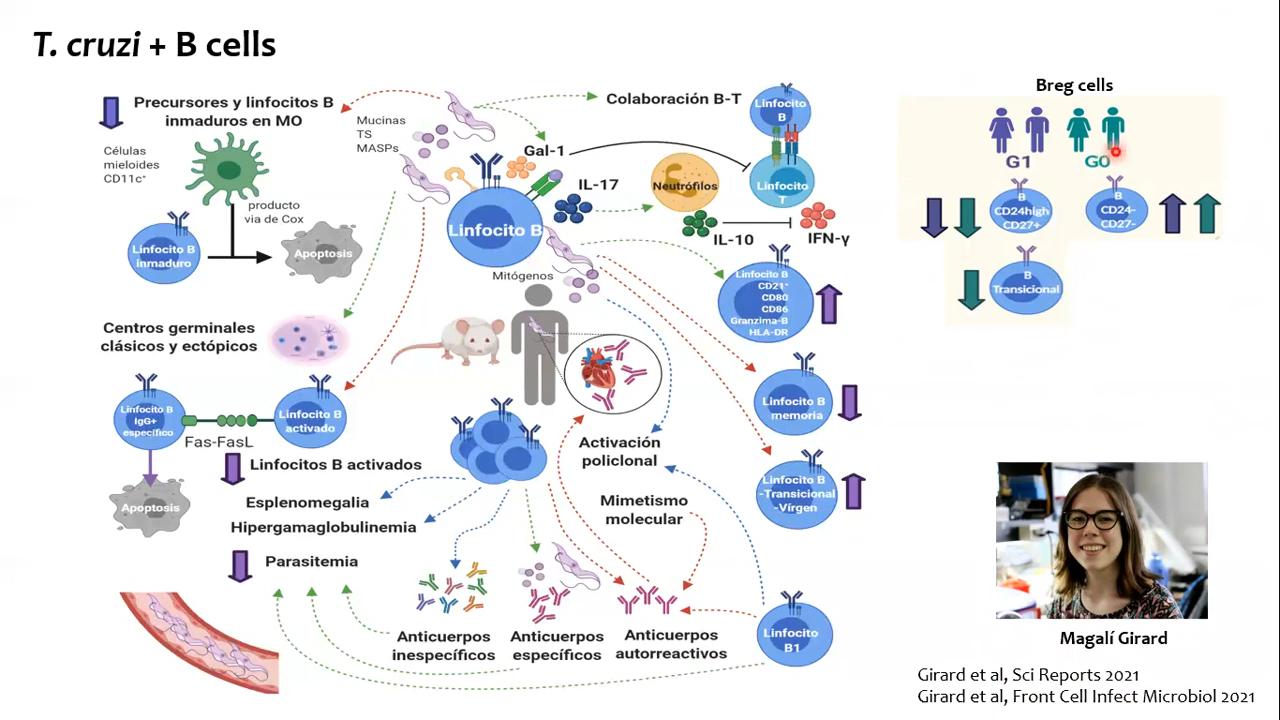 T. cruzi + B cells
Precursores y linfocitos B
inmaduros en MO
Células
mieloides
CD11c⁺
producto
via de Cox
Linfocito B
inmaduro
Apoptosis
Mucinas
TS
MASPs
Colaboración B-T
Linfocito
B
Linfocito
T
Gal-1
IL-17
Neutrófilos
IL-10
IFN-γ
Linfocito B
Mitógenos
Linfocito B
CD21⁺
CD80
CD86
Granzima-B
HLA-DR
Centros germinales
clásicos y ectópicos
Linfocito B
IgG+
específico
Fas-FasL
Linfocito B
activado
Apoptosis
Linfocitos B activados
Esplenomegalia
Hipergamaglobulinemia
Parasitemia
Activación
policlonal
Mimetismo
molecular
Linfocito B
memoria
Linfocito B
-Transicional
-Vírgen
Anticuerpos
inespecíficos
Anticuerpos
específicos
Anticuerpos
autorreactivos
Linfocito
B1
Breg cells
G1
G0
B
CD24high
CD27+
B
CD24-
CD27-
B
Transicional
Magalí Girard
Girard et al, Sci Reports 2021
Girard et al, Front Cell Infect Microbiol 2021